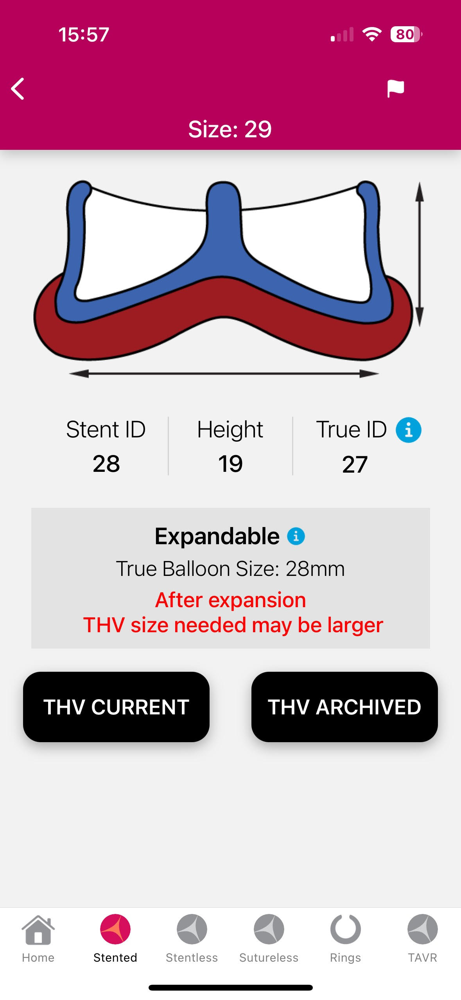 15:57
80
Size: 29
Stent ID
Height
True ID
28
19
27
Expandable
True Balloon Size: 28mm
After expansion
THV size needed may be larger
THV CURRENT
THV ARCHIVED
Home
Stented
Stentless
Sutureless
Rings
TAVR